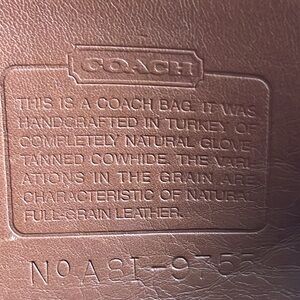 COACH
THIS IS A COACH BAG. IT WAS
HANDCRAFTED IN TURKEY OF
COMPLETELY NATURAL GLOVE
TANNED COWHIDE. THE VARI-
ATIONS IN THE GRAIN ARE
CHARACTERISTIC OF NATURAL
FULL-GRAIN LEATHER.
NO A8I-9755